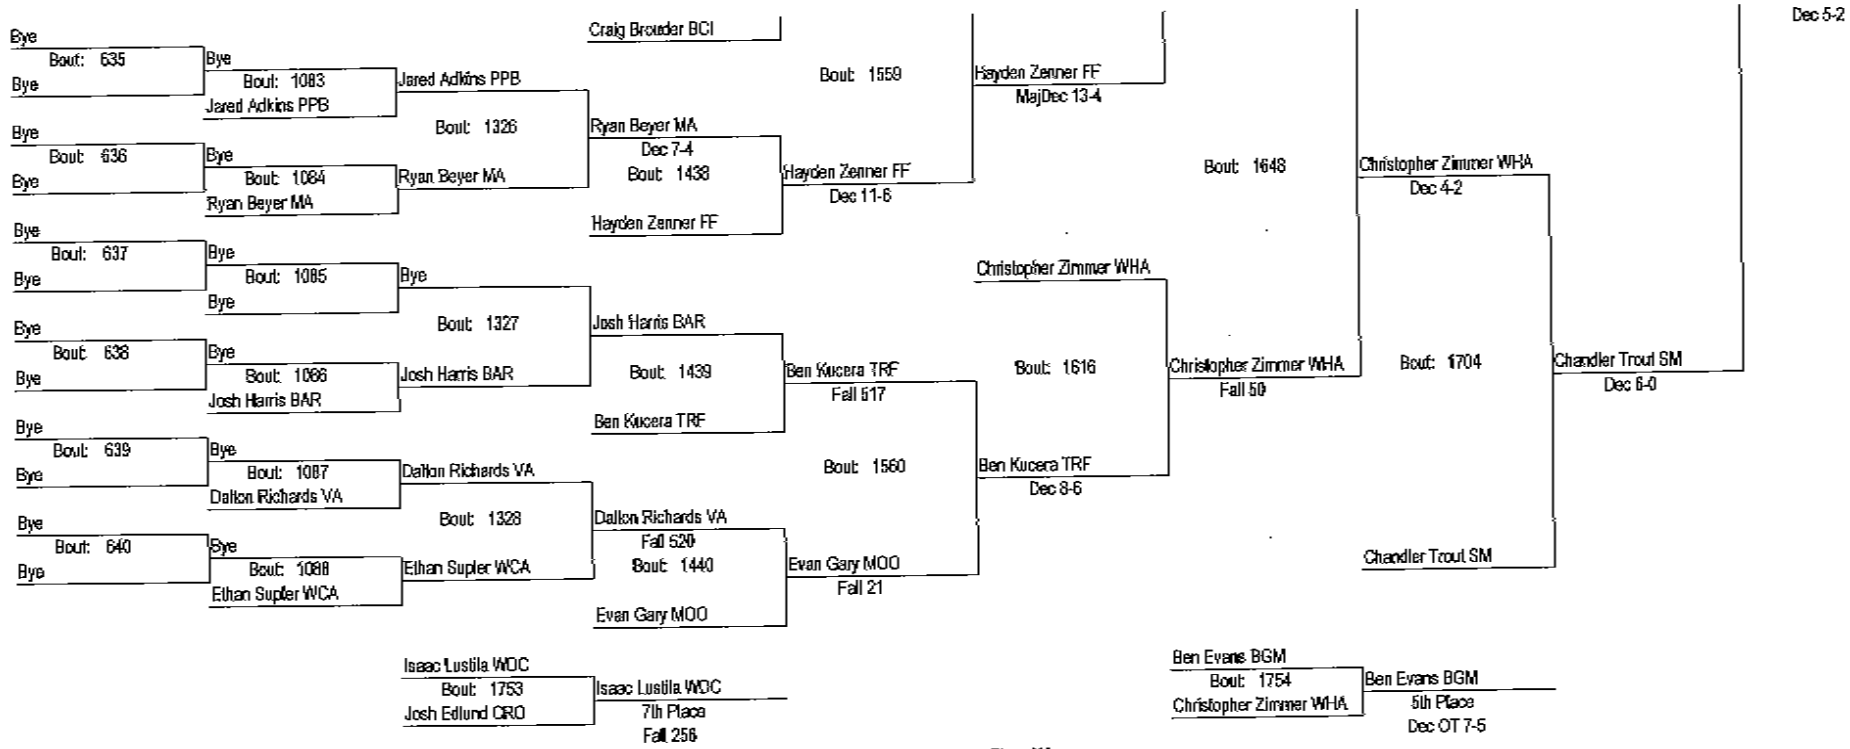 Dec 5-2
Craig Browder BCI
Bye
Bout: 635
Bye
Bye
Bout: 1083
Jared Adkins PPB
Jared Adkins PPB
Bout: 1326
Bye
Bout: 636
Bye
Bye
Bout: 1084
Ryan Beyer MA
Ryan Beyer MA
Ryan Beyer MA
Dec 7-4
Bout: 1438
Hayden Zenner FF
Hayden Zenner FF
Dec 11-6
Bout: 1559
Hayden Zenner FF
MajDec 13-4
Bye
Bout: 637
Bye
Bye
Bout: 1085
Bye
Bye
Bout: 1327
Bye
Bout: 638
Bye
Bye
Bout: 1086
Josh Harris BAR
Josh Harris BAR
Josh Harris BAR
Bout: 1439
Ben Kucera TRF
Ben Kucera TRF
Fall 517
Bout: 1560
Bye
Bout: 639
Bye
Bye
Bout: 1087
Dalton Richards VA
Dalton Richards VA
Bout: 1328
Bye
Bout: 640
Bye
Bye
Bout: 1088
Ethan Supler WCA
Ethan Supler WCA
Dalton Richards VA
Fall 520
Bout: 1440
Evan Gary MOO
Evan Gary MOO
Fall 21
Christopher Zimmer WHA
Bout: 1616
Ben Kucera TRF
Dec 8-6
Bout: 1648
Christopher Zimmer WHA
Fall 50
Christopher Zimmer WHA
Dec 4-2
Bout: 1704
Chandler Trout SM
Chandler Trout SM
Dec 6-0
Isaac Lustila WOC
Bout: 1753
Josh Edlund CRO
Isaac Lustila WOC
7th Place
Fall 256
Ben Evans BGM
Bout: 1754
Christopher Zimmer WHA
Ben Evans BGM
5th Place
Dec OT 7-5